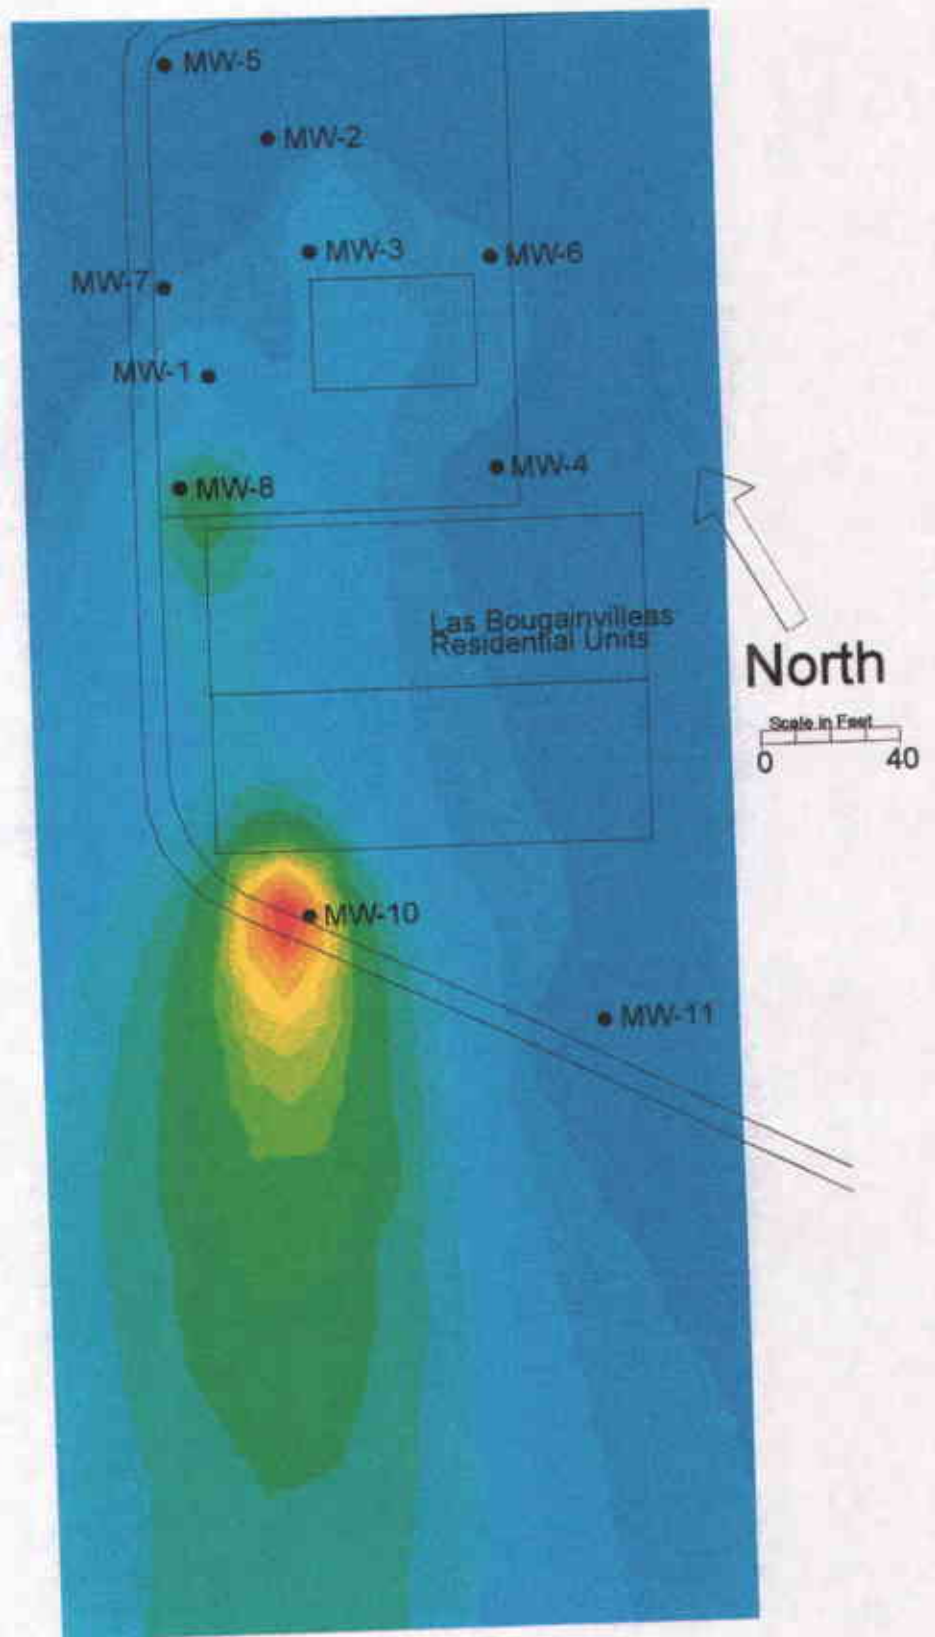 MW-5
MW-2
MW-3
MW-6
MW-7
MW-1
MW-4
MW-8
Las Bougainvilleas
Residential Units
North
Scale in Feet
0 40
MW-10
MW-11